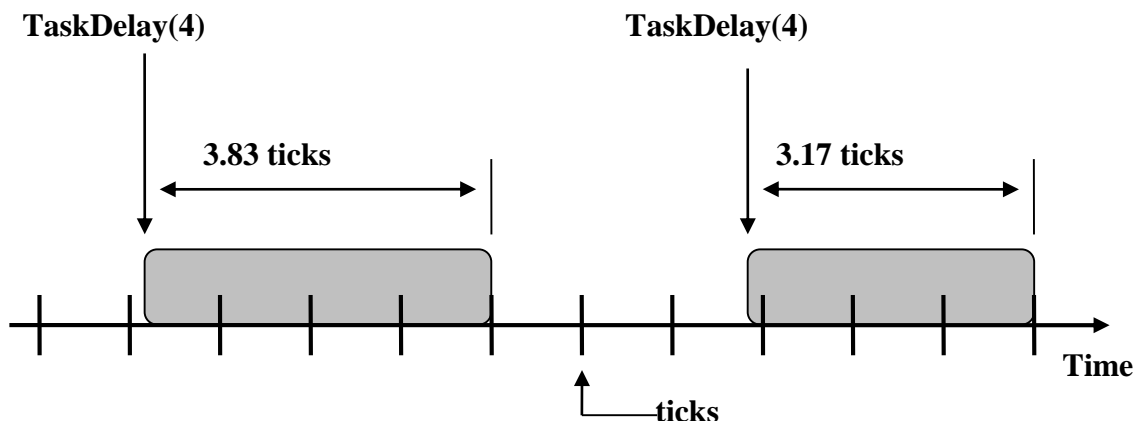 TaskDelay(4)
TaskDelay(4)
3.83 ticks
3.17 ticks
Time
ticks